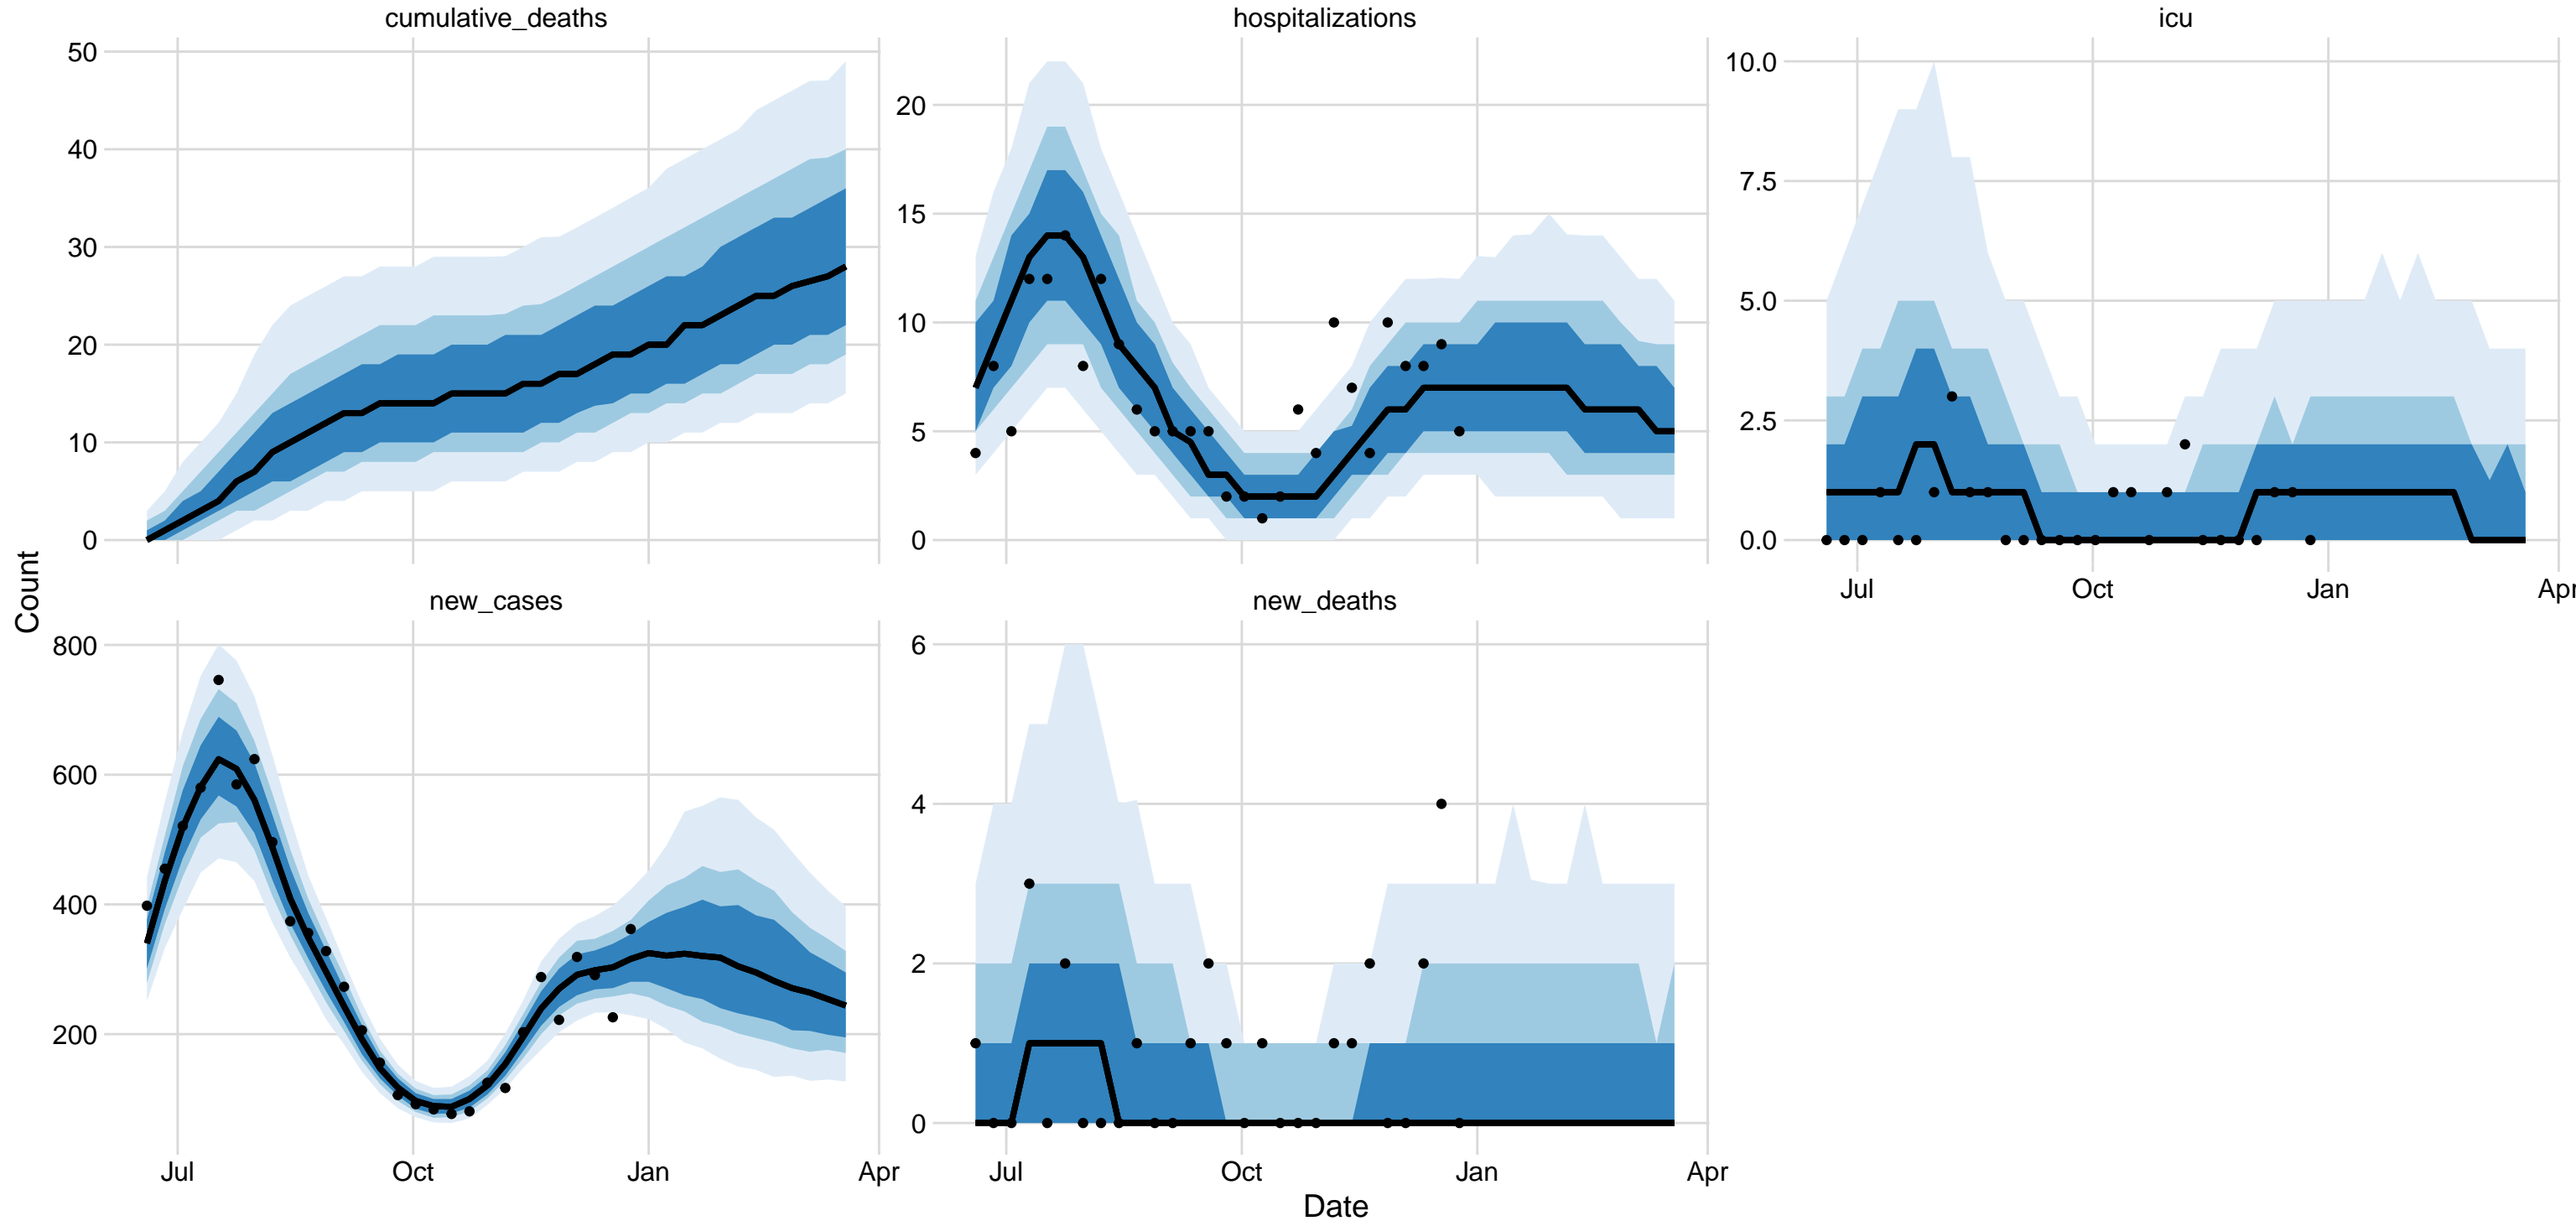 cumulative_deaths
hospitalizations
icu
50
40
30
20
10
0
20
15
10
5
0
10.0
7.5
5.0
2.5
0.0
Jul Oct Jan Apr
Count
new_cases
new_deaths
800
600
400
200
6
4
2
0
Jul Oct Jan Apr
Jul Oct Jan Apr
Date